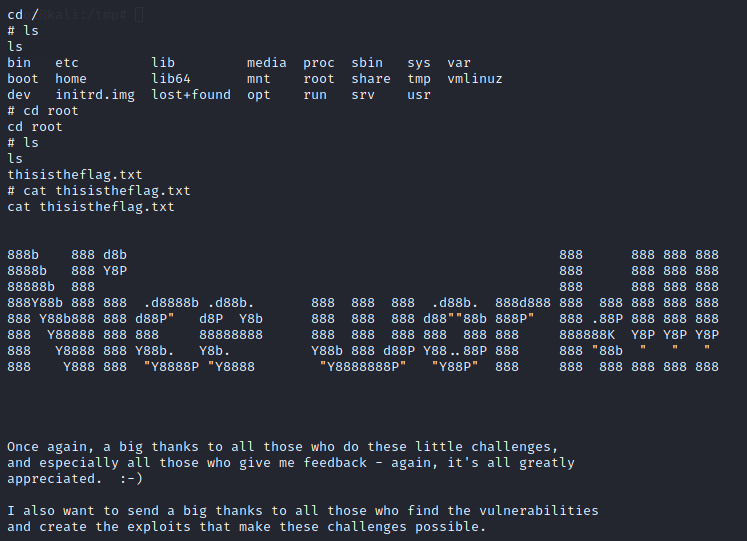 cd /
# ls
ls
bin   etc         lib         media  proc  sbin   sys  var
boot  home        lib64       mnt    root  share  tmp  vmlinuz
dev   initrd.img  lost+found  opt    run   srv    usr
# cd root
cd root
# ls
ls
thisistheflag.txt
# cat thisistheflag.txt
cat thisistheflag.txt
888b    888 d8b                                                      888      888 888 888
8888b   888 Y8P                                                      888      888 888 888
88888b  888                                                          888      888 888 888
888Y88b 888 888  .d8888b .d88b.       888  888  888  .d88b.  888d888 888  888 888 888 888
888 Y88b888 888 d88P"   d8P  Y8b      888  888  888 d88""88b 888P"   888 .88P 888 888 888
888  Y88888 888 888     88888888      888  888  888 888  888 888     888888K  Y8P Y8P Y8P
888   Y8888 888 Y88b.   Y8b.          Y88b 888 d88P Y88..88P 888     888 "88b  "   "   "
888    Y888 888  "Y8888P "Y8888        "Y8888888P"   "Y88P"  888     888  888 888 888 888
Once again, a big thanks to all those who do these little challenges,
and especially all those who give me feedback - again, it's all greatly
appreciated.  :-)
I also want to send a big thanks to all those who find the vulnerabilities
and create the exploits that make these challenges possible.